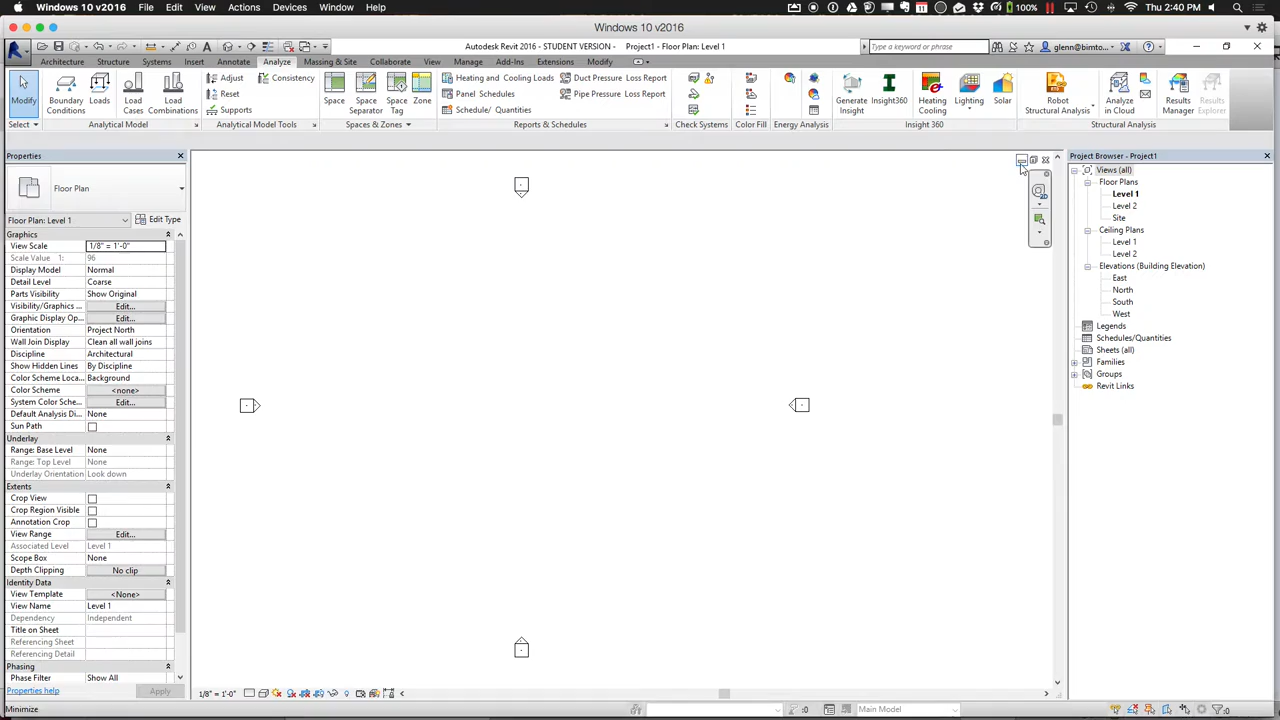 Windows 10 v2016 File Edit View Actions Devices Window Help 100% Thu 2:40 PM
Windows 10 v2016
Autodesk Revit 2016 - STUDENT VERSION - Project1 - Floor Plan: Level 1
Type a keyword or phrase
glenn@bimto...
Architecture Structure Systems Insert Annotate Analyze Massing & Site Collaborate View Manage Add-Ins Extensions Modify
Modify
Select
Boundary Conditions
Loads
Load Cases
Load Combinations
Analytical Model
Adjust
Reset
Supports
Consistency
Analytical Model Tools
Space
Space Separator
Space Tag
Zone
Spaces & Zones
Heating and Cooling Loads
Panel Schedules
Schedule/ Quantities
Duct Pressure Loss Report
Pipe Pressure Loss Report
Reports & Schedules
Check Systems
Color Fill
Energy Analysis
Generate Insight
Insight360
Heating Cooling
Lighting
Solar
Insight 360
Robot Structural Analysis
Analyze in Cloud
Results Manager
Results Explorer
Structural Analysis
Properties
Floor Plan
Floor Plan: Level 1 Edit Type
Graphics
View Scale 1/8" = 1'-0"
Scale Value 1: 96
Display Model Normal
Detail Level Coarse
Parts Visibility Show Original
Visibility/Graphics ... Edit...
Graphic Display Op... Edit...
Orientation Project North
Wall Join Display Clean all wall joins
Discipline Architectural
Show Hidden Lines By Discipline
Color Scheme Loca... Background
Color Scheme <none>
System Color Sche... Edit...
Default Analysis Di... None
Sun Path
Underlay
Range: Base Level None
Range: Top Level None
Underlay Orientation Look down
Extents
Crop View
Crop Region Visible
Annotation Crop
View Range Edit...
Associated Level Level 1
Scope Box None
Depth Clipping No clip
Identity Data
View Template <None>
View Name Level 1
Dependency Independent
Title on Sheet
Referencing Sheet
Referencing Detail
Phasing
Phase Filter Show All
Properties help Apply
Minimize
2D
1/8" = 1'-0"
:0 Main Model :0
Project Browser - Project1
Views (all)
Floor Plans
Level 1
Level 2
Site
Ceiling Plans
Level 1
Level 2
Elevations (Building Elevation)
East
North
South
West
Legends
Schedules/Quantities
Sheets (all)
Families
Groups
Revit Links